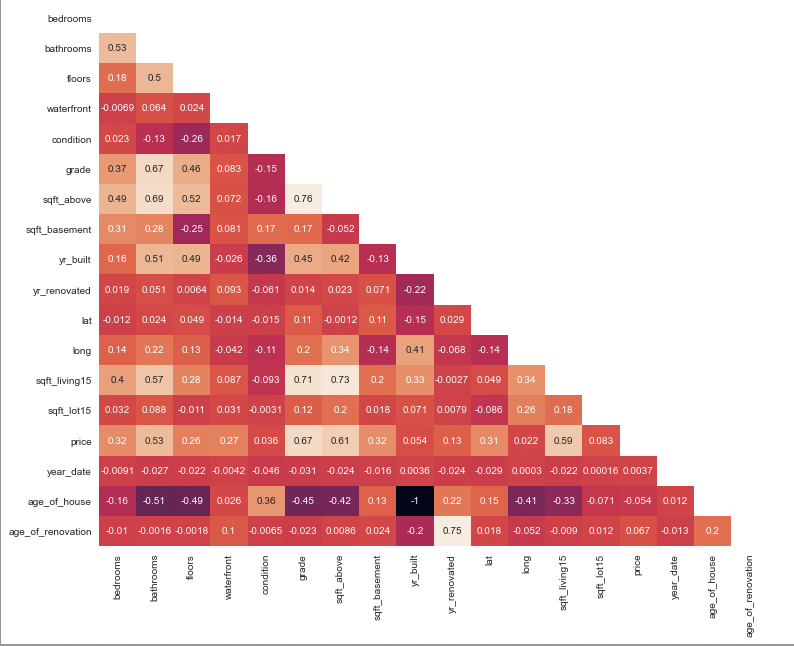 bedrooms
bathrooms 0.53
floors 0.18 0.5
waterfront -0.0069 0.064 0.024
condition 0.023 -0.13 -0.26 0.017
grade 0.37 0.67 0.46 0.083 -0.15
sqft_above 0.49 0.69 0.52 0.072 -0.16 0.76
sqft_basement 0.31 0.28 -0.25 0.081 0.17 0.17 -0.052
yr_built 0.16 0.51 0.49 -0.026 -0.36 0.45 0.42 -0.13
yr_renovated 0.019 0.051 0.0064 0.093 -0.061 0.014 0.023 0.071 -0.22
lat -0.012 0.024 0.049 -0.014 -0.015 0.11 -0.0012 0.11 -0.15 0.029
long 0.14 0.22 0.13 -0.042 -0.11 0.2 0.34 -0.14 0.41 -0.068 -0.14
sqft_living15 0.4 0.57 0.28 0.087 -0.093 0.71 0.73 0.2 0.33 -0.0027 0.049 0.34
sqft_lot15 0.032 0.088 -0.011 0.031 -0.0031 0.12 0.2 0.018 0.071 0.0079 -0.086 0.26 0.18
price 0.32 0.53 0.26 0.27 0.036 0.67 0.61 0.32 0.054 0.13 0.31 0.022 0.59 0.083
year_date -0.0091 -0.027 -0.022 -0.0042 -0.046 -0.031 -0.024 -0.016 0.0036 -0.024 -0.029 0.0003 -0.022 0.00016 0.0037
age_of_house -0.16 -0.51 -0.49 0.026 0.36 -0.45 -0.42 0.13 -1 0.22 0.15 -0.41 -0.33 -0.071 -0.054 0.012
age_of_renovation -0.01 -0.0016 -0.0018 0.1 -0.0065 -0.023 0.0086 0.024 -0.2 0.75 0.018 -0.052 -0.009 0.012 0.067 -0.013 0.2
bedrooms
bathrooms
floors
waterfront
condition
grade
sqft_above
sqft_basement
yr_built
yr_renovated
lat
long
sqft_living15
sqft_lot15
price
year_date
age_of_house
age_of_renovation